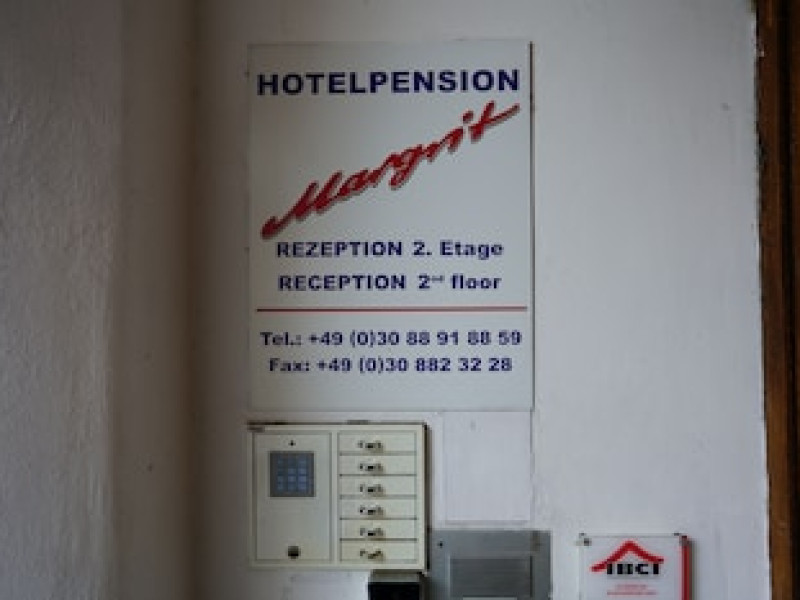 HOTELPENSION
Margrit
REZEPTION 2. Etage
RECEPTION 2nd floor
Tel.: +49 (0)30 88 91 88 59
Fax: +49 (0)30 882 32 28
IBCI